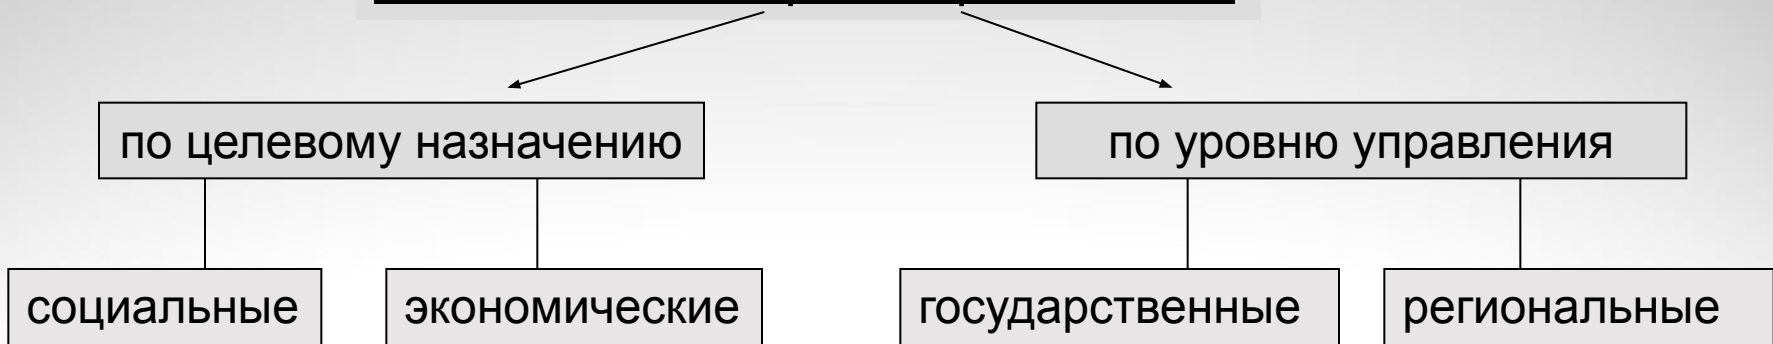 по целевому назначению
по уровню управления
социальные
экономические
государственные
региональные